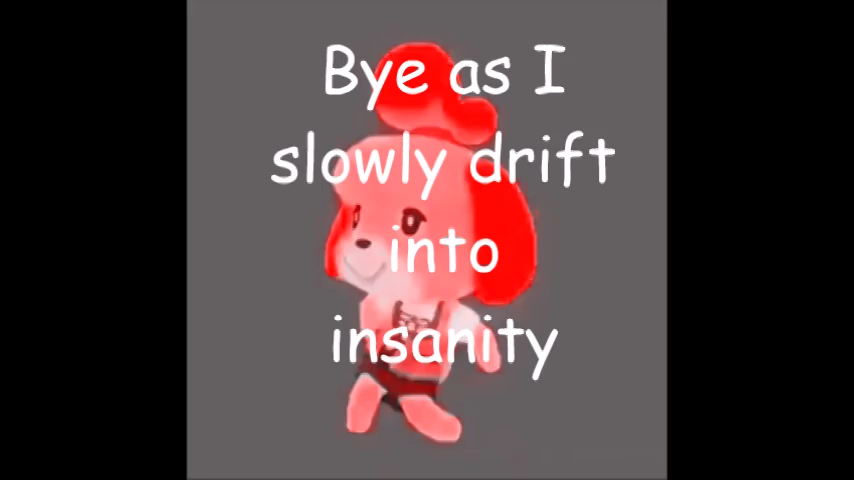 Bye as I
slowly drift
into
insanity